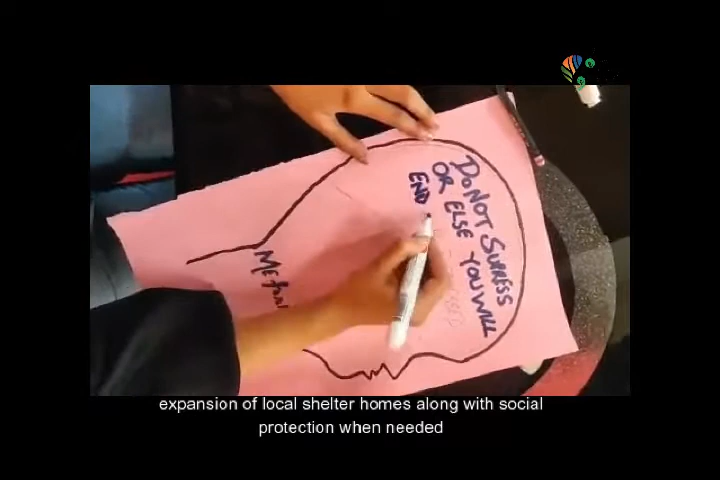 DO NOT SUPRESS
OR ELSE YOU WILL
END
expansion of local shelter homes along with social
protection when needed